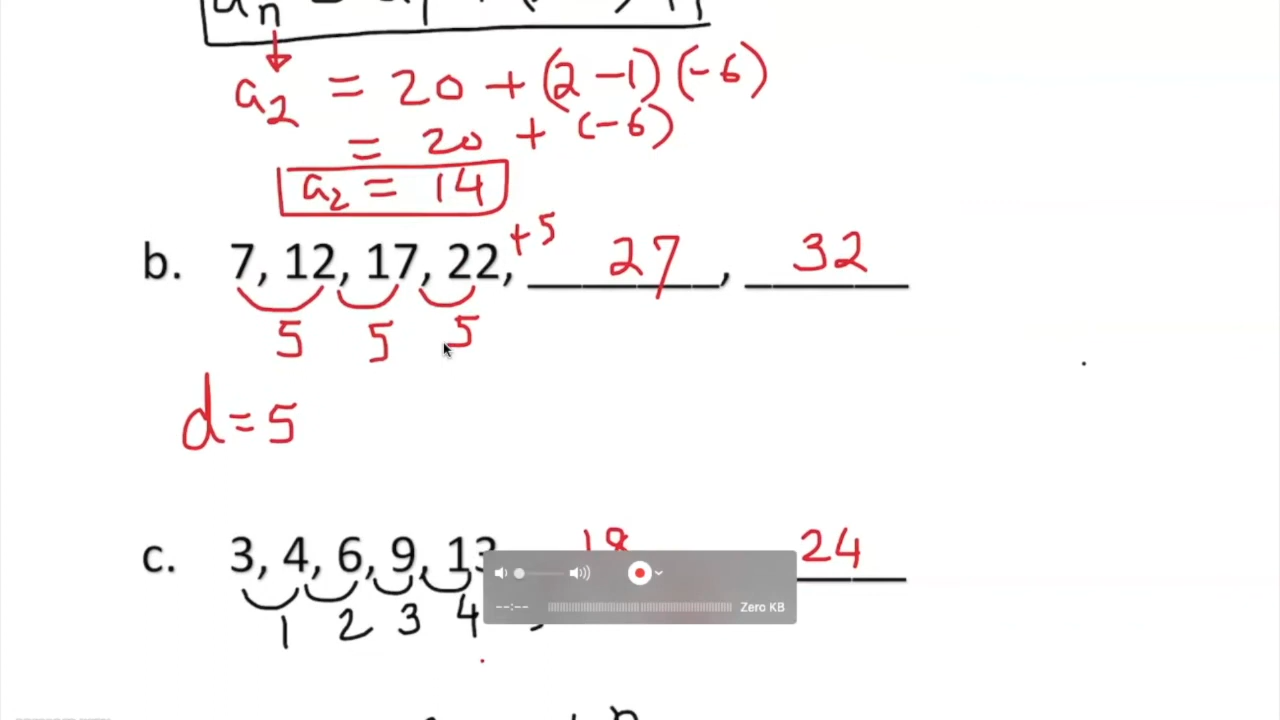 a₂ = 20 + (2 - 1)(-6)
= 20 + (-6)
a₂ = 14
+5
b. 7, 12, 17, 22, 27, 32
5 5 5
d = 5
c. 3, 4, 6, 9, 13 18 24
1 2 3 4
--:-- Zero KB